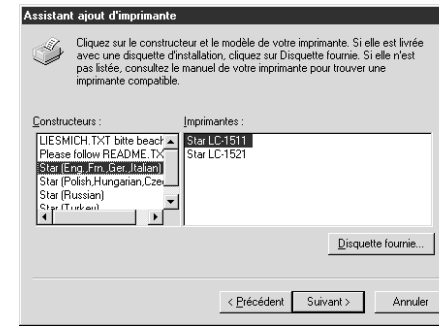 Assistant ajout d'imprimante
Cliquez sur le constructeur et le modèle de votre imprimante. Si elle est livrée
avec une disquette d'installation, cliquez sur Disquette fournie. Si elle n'est
pas listée, consultez le manuel de votre imprimante pour trouver une
imprimante compatible.
Constructeurs :
LIESMICH.TXT bitte beach
Please follow README.TX
Star (Eng.,Frn.,Ger.,Italian)
Star (Polish,Hungarian,Czec
Star (Russian)
Star (Turkey)
Imprimantes :
Star LC-1511
Star LC-1521
Disquette fournie...
< Précédent
Suivant >
Annuler